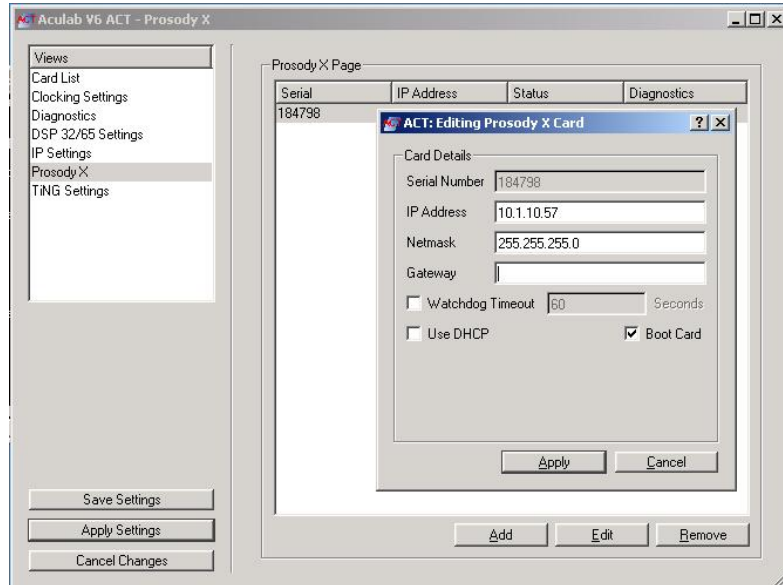 ACT Aculab V6 ACT - Prosody X
Views
Card List
Clocking Settings
Diagnostics
DSP 32/65 Settings
IP Settings
Prosody X
TiNG Settings
Save Settings
Apply Settings
Cancel Changes
Prosody X Page
Serial IP Address Status Diagnostics
184798
ACT: Editing Prosody X Card
Card Details
Serial Number 184798
IP Address 10.1.10.57
Netmask 255.255.255.0
Gateway
Watchdog Timeout 60 Seconds
Use DHCP Boot Card
Apply Cancel
Add Edit Remove